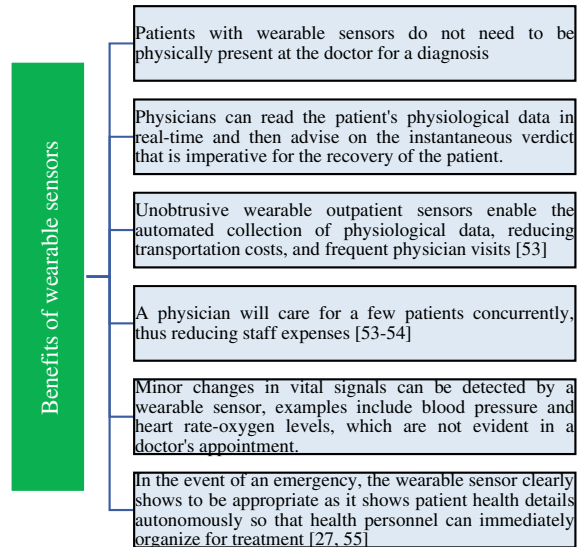 Benefits of wearable sensors
Patients with wearable sensors do not need to be
physically present at the doctor for a diagnosis
Physicians can read the patient's physiological data in
real-time and then advise on the instantaneous verdict
that is imperative for the recovery of the patient.
Unobtrusive wearable outpatient sensors enable the
automated collection of physiological data, reducing
transportation costs, and frequent physician visits [53]
A physician will care for a few patients concurrently,
thus reducing staff expenses [53-54]
Minor changes in vital signals can be detected by a
wearable sensor, examples include blood pressure and
heart rate-oxygen levels, which are not evident in a
doctor's appointment.
In the event of an emergency, the wearable sensor clearly
shows to be appropriate as it shows patient health details
autonomously so that health personnel can immediately
organize for treatment [27, 55]